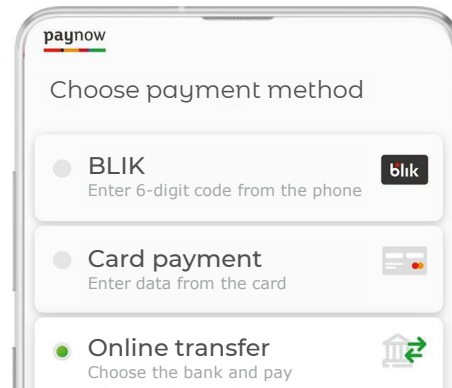 paynow
Choose payment method
BLIK
blik
Enter 6-digit code from the phone
Card payment
Enter data from the card
Online transfer
Choose the bank and pay